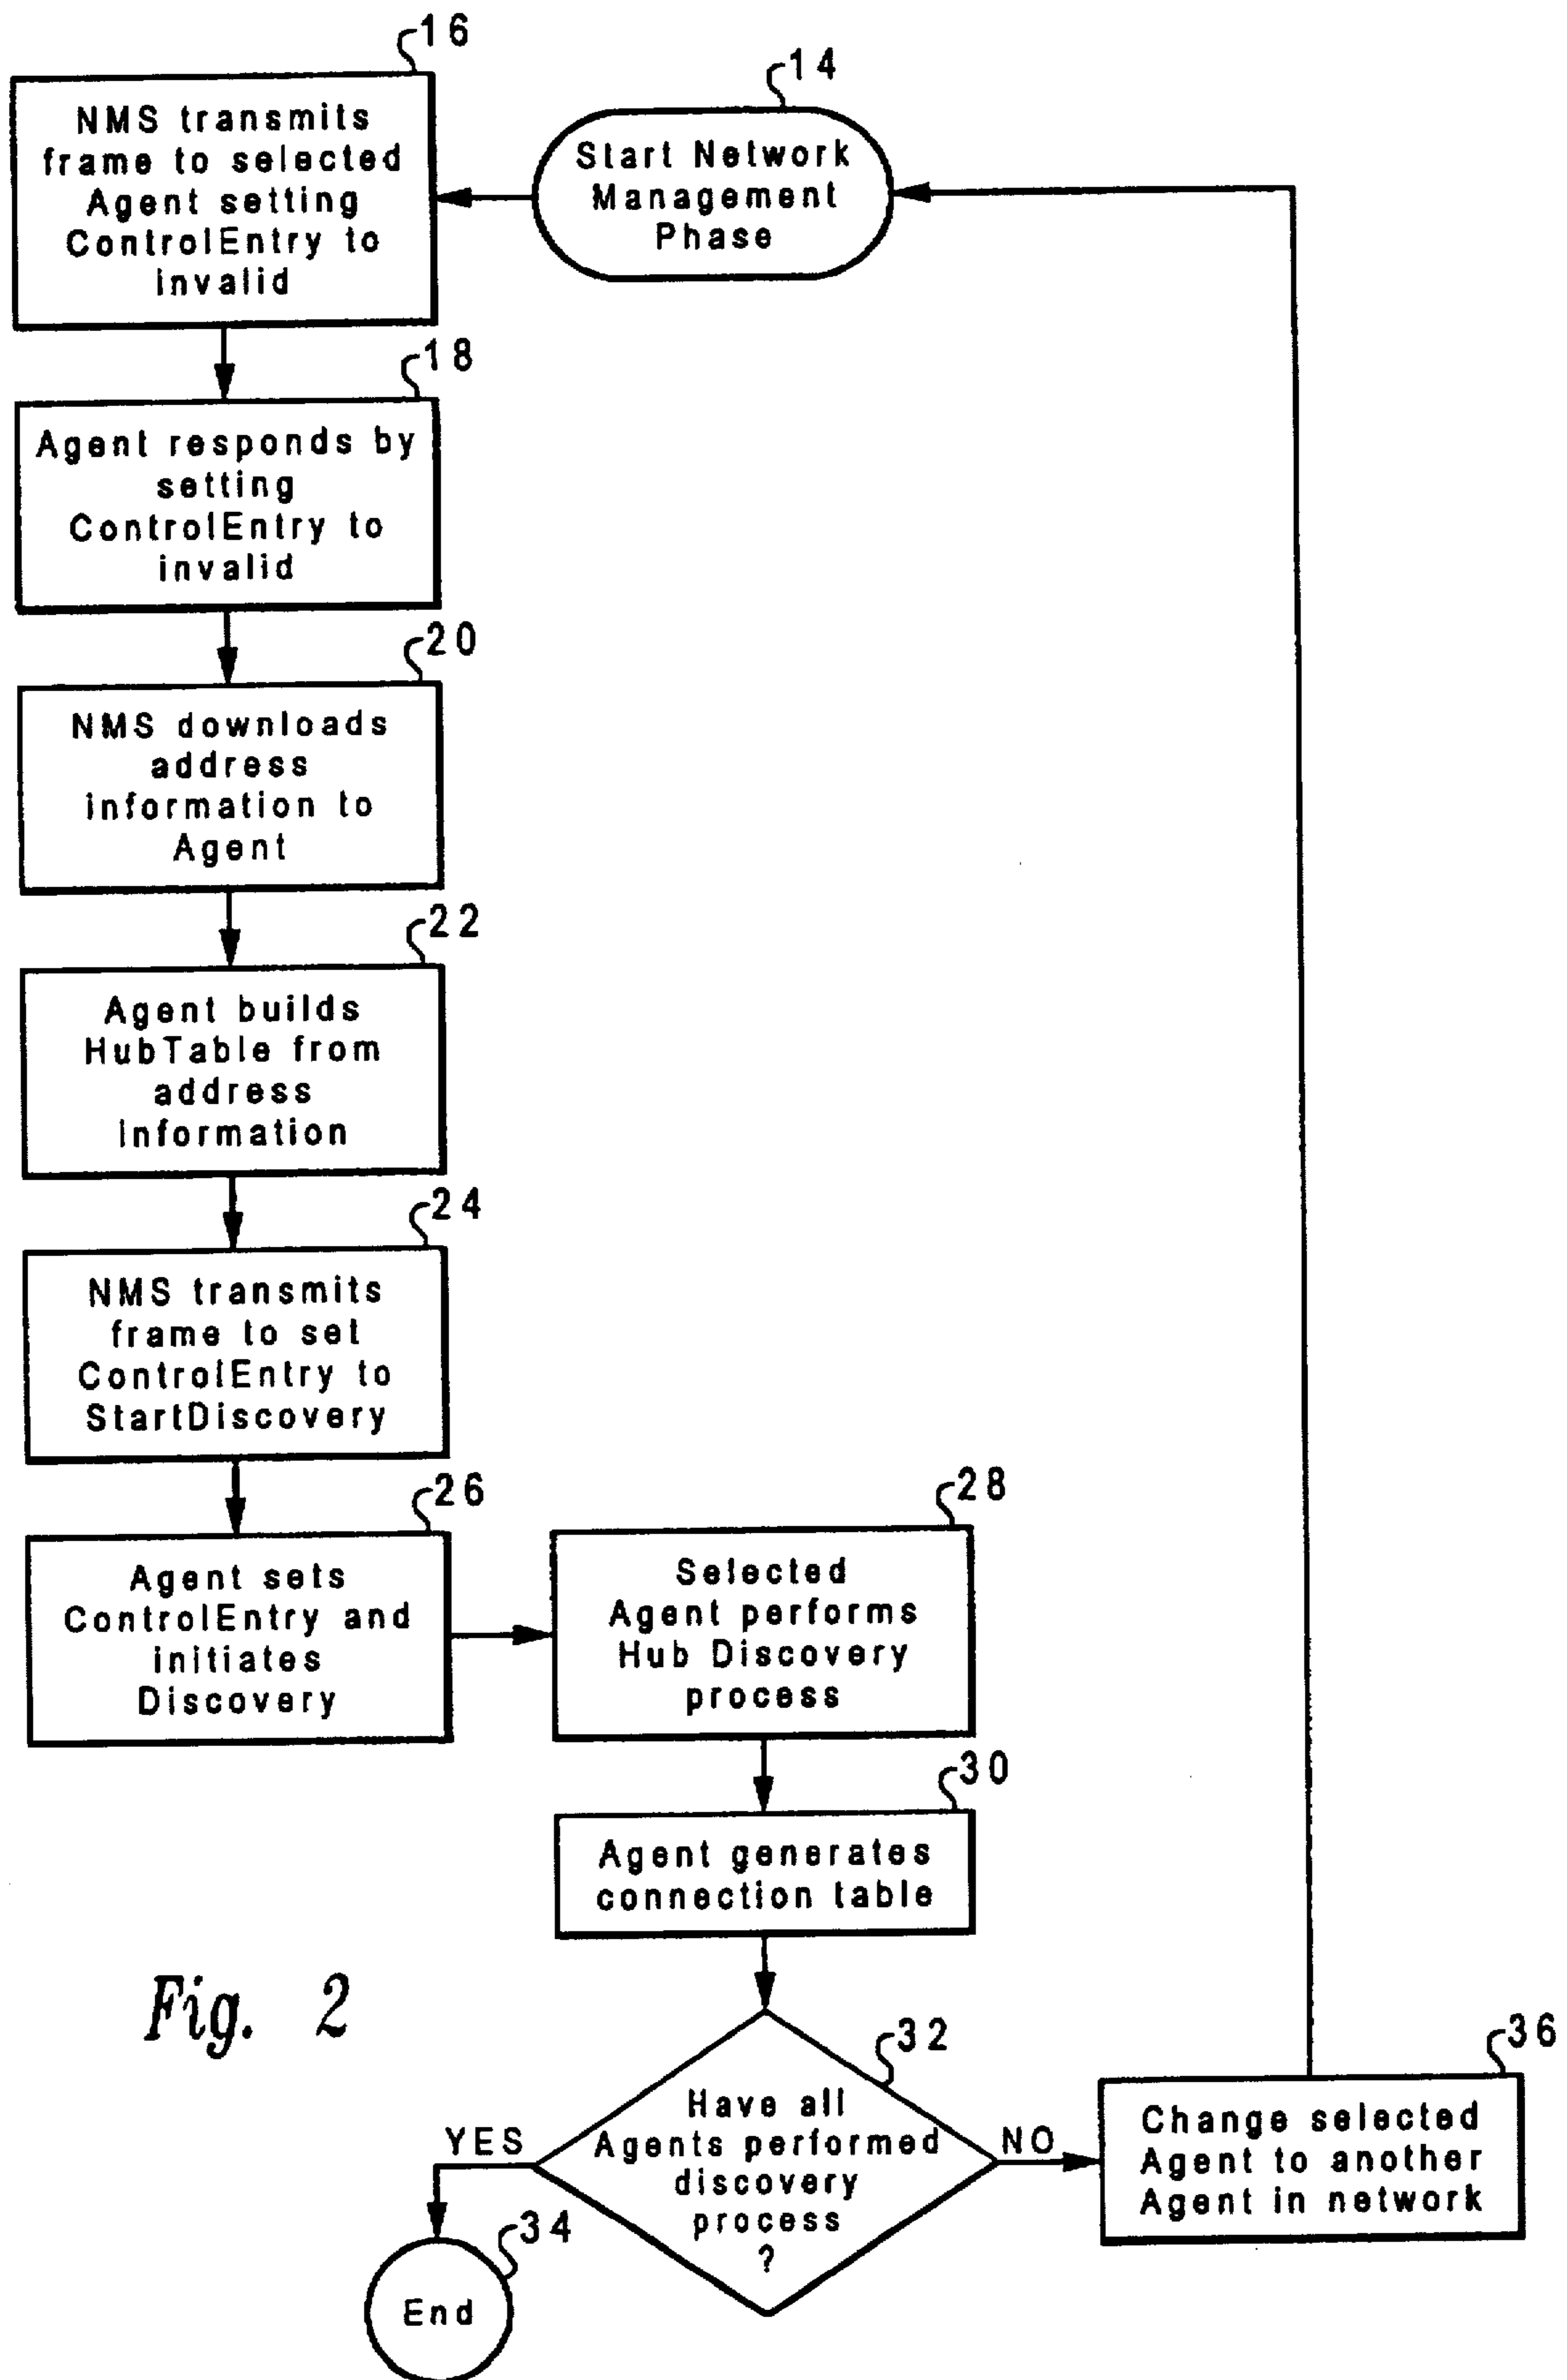 16
NMS transmits
frame to selected
Agent setting
ControlEntry to
invalid
14
Start Network
Management
Phase
18
Agent responds by
setting
ControlEntry to
invalid
20
NMS downloads
address
information to
Agent
22
Agent builds
HubTable from
address
information
24
NMS transmits
frame to set
ControlEntry to
StartDiscovery
26
Agent sets
ControlEntry and
initiates
Discovery
28
Selected
Agent performs
Hub Discovery
process
30
Agent generates
connection table
32
Have all
Agents performed
discovery
process
?
YES
NO
34
End
36
Change selected
Agent to another
Agent in network
Fig. 2